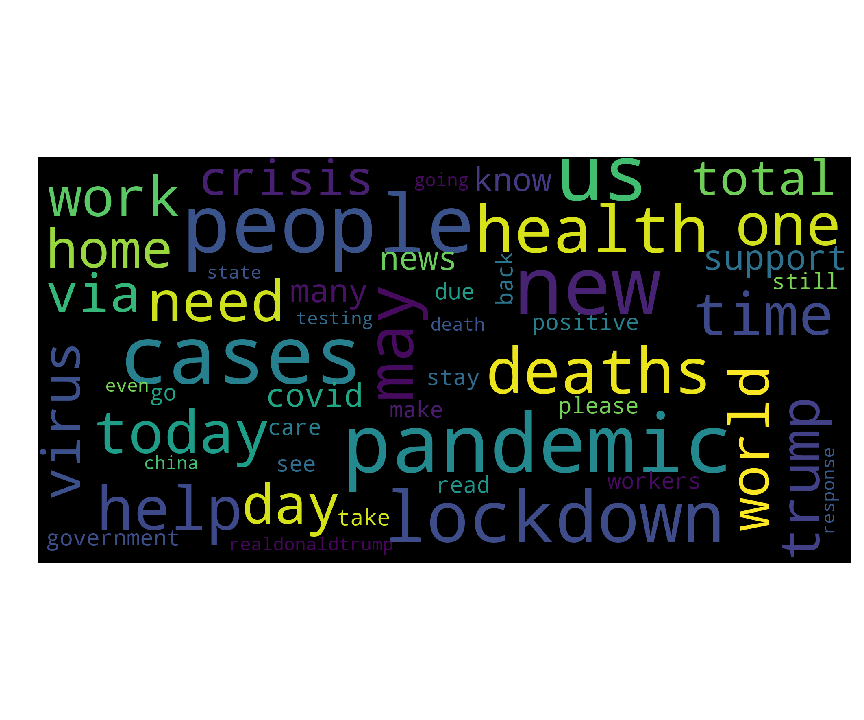 work
crisis
going
know
us
total
people
health
one
home
news
support
state
back
still
via
need
many
due
new
time
testing
death
positive
may
cases
virus
even
go
covid
stay
deaths
world
make
please
today
care
pandemic
trump
china
see
read
workers
response
help
day
take
lockdown
government
realdonaldtrump